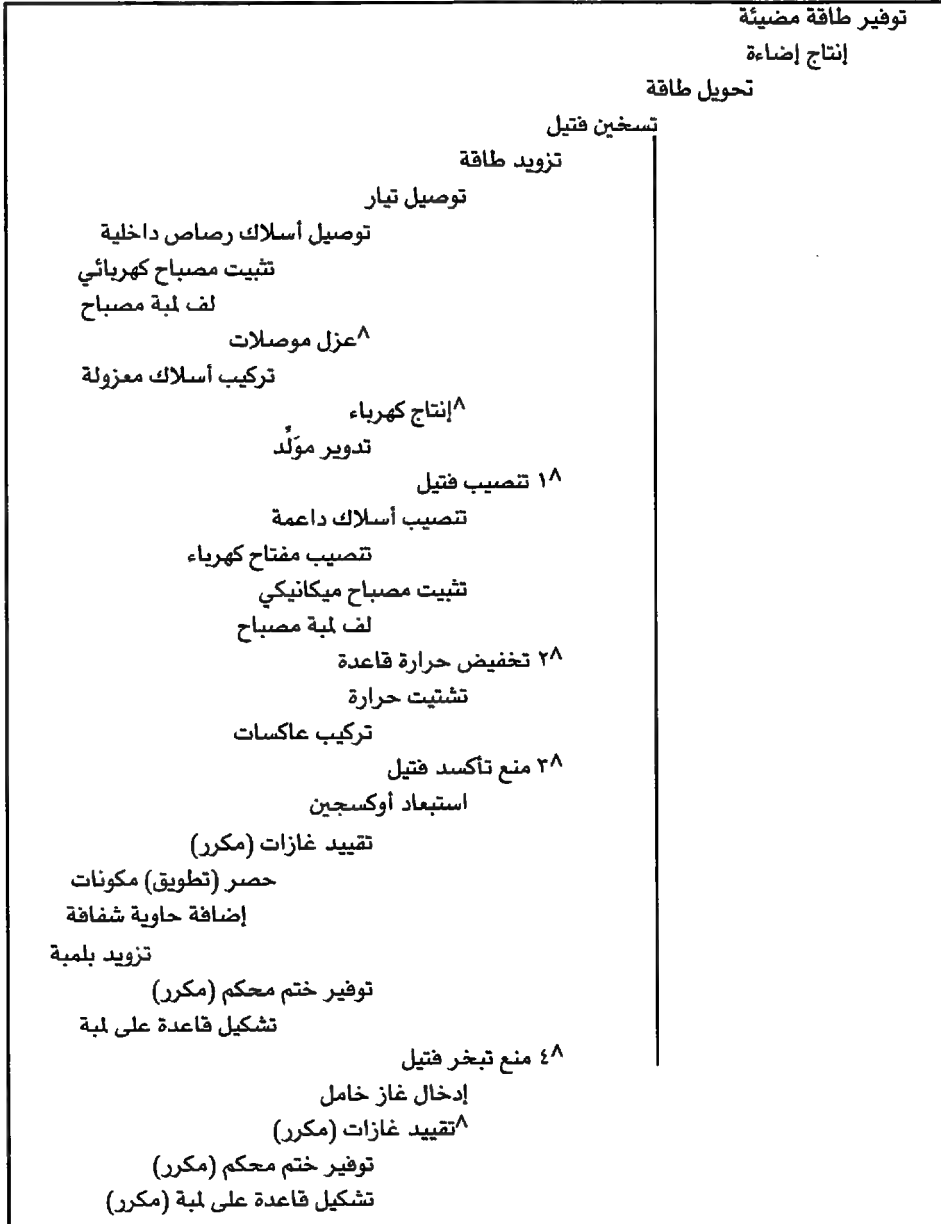 توفير طاقة مضيئة
إنتاج إضاءة
تحويل طاقة
تسخين فتيل
تزويد طاقة
توصيل تيار
توصيل أسلاك رصاص داخلية
تثبيت مصباح كهربائي
لف لمبة مصباح
^عزل موصلات
تركيب أسلاك معزولة
^إنتاج كهرباء
تدوير موَلِّد
^١ تنصيب فتيل
تنصيب أسلاك داعمة
تنصيب مفتاح كهرباء
تثبيت مصباح ميكانيكي
لف لمبة مصباح
^٢ تخفيض حرارة قاعدة
تشتيت حرارة
تركيب عاكسات
^٣ منع تأكسد فتيل
استبعاد أوكسجين
تقييد غازات (مكرر)
حصر (تطويق) مكونات
إضافة حاوية شفافة
تزويد بلمبة
توفير ختم محكم (مكرر)
تشكيل قاعدة على لمبة
^٤ منع تبخر فتيل
إدخال غاز خامل
^تقييد غازات (مكرر)
توفير ختم محكم (مكرر)
تشكيل قاعدة على لمبة (مكرر)